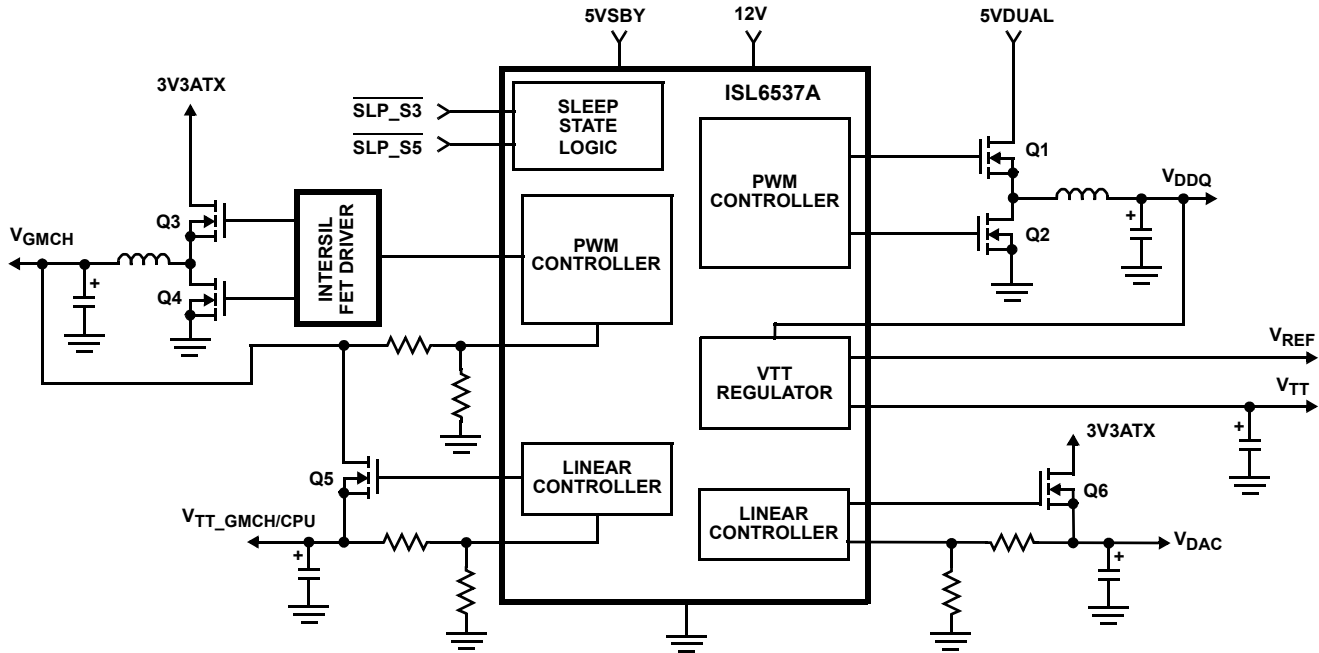 5VSBY
12V
5VDUAL
3V3ATX
SLP_S3
SLP_S5
SLEEP
STATE
LOGIC
ISL6537A
PWM
CONTROLLER
Q1
VDDQ
Q2
Q3
VGMCH
Q4
INTERSIL
FET DRIVER
PWM
CONTROLLER
+
+
VTT
REGULATOR
VREF
VTT
+
3V3ATX
Q5
LINEAR
CONTROLLER
LINEAR
CONTROLLER
Q6
VTT_GMCH/CPU
+
VDAC
+